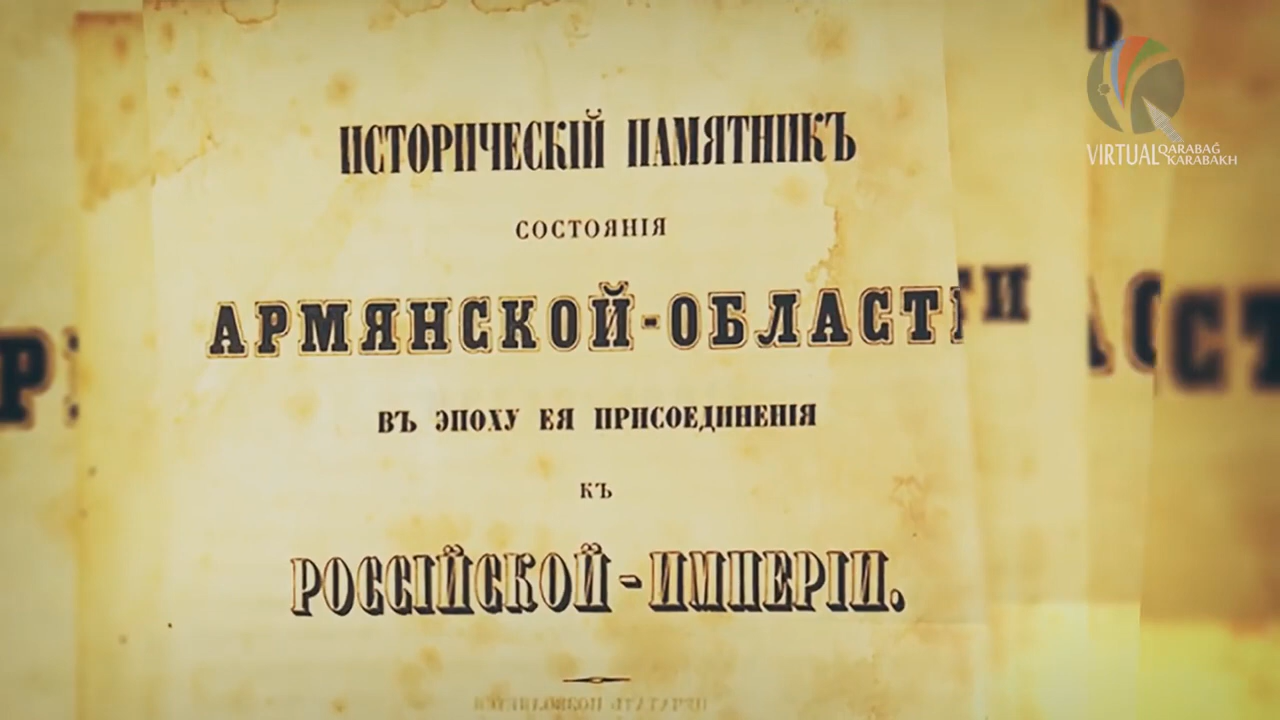 ИСТОРИЧЕСКІЙ ПАМЯТНИКЪ
СОСТОЯНІЯ
АРМЯНСКОЙ-ОБЛАСТИ
ВЪ ЭПОХУ ЕЯ ПРИСОЕДИНЕНІЯ
КЪ
РОССІЙСКОЙ-ИМПЕРІИ.
VIRTUAL QARABAĞ
KARABAKH